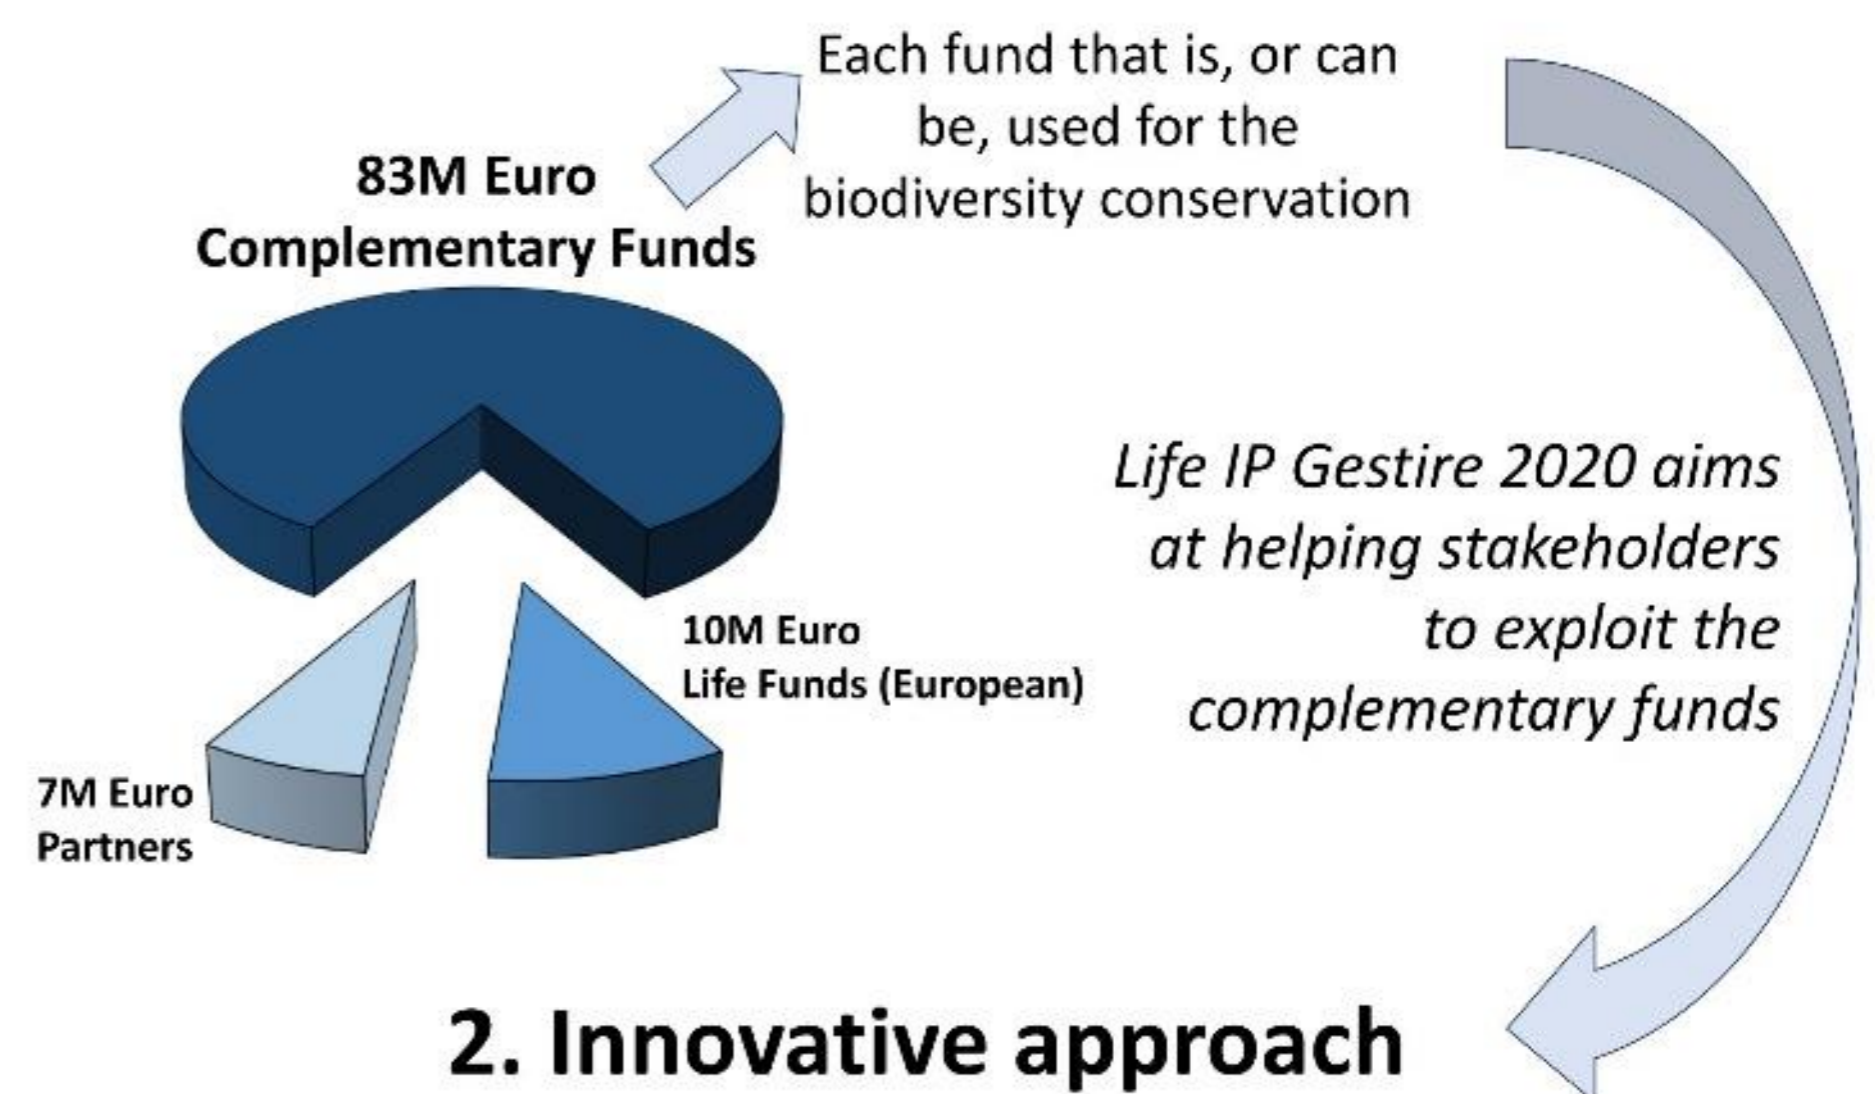 Each fund that is, or can
be, used for the
biodiversity conservation
83M Euro
Complementary Funds
10M Euro
Life Funds (European)
7M Euro
Partners
Life IP Gestire 2020 aims
at helping stakeholders
to exploit the
complementary funds
2. Innovative approach